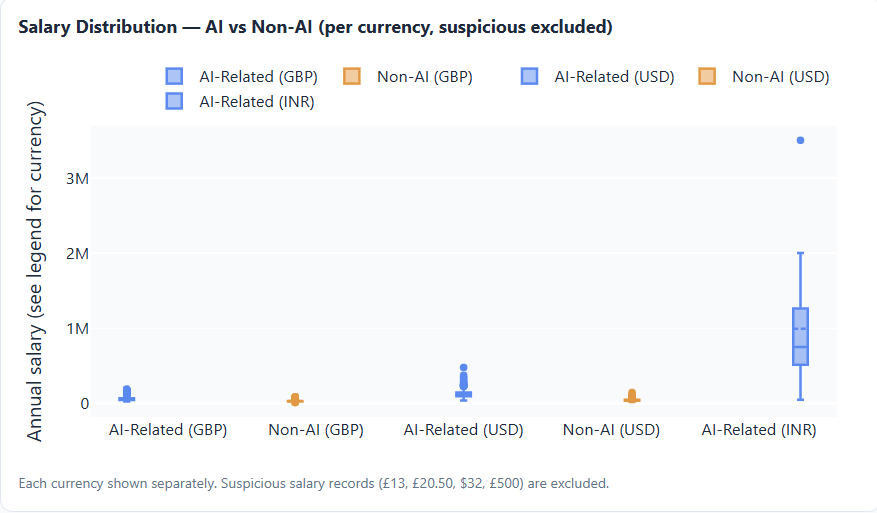 Salary Distribution — AI vs Non-AI (per currency, suspicious excluded)
AI-Related (GBP) Non-AI (GBP) AI-Related (USD) Non-AI (USD)
AI-Related (INR)
Annual salary (see legend for currency)
3M
2M
1M
0
AI-Related (GBP) Non-AI (GBP) AI-Related (USD) Non-AI (USD) AI-Related (INR)
Each currency shown separately. Suspicious salary records (£13, £20.50, $32, £500) are excluded.